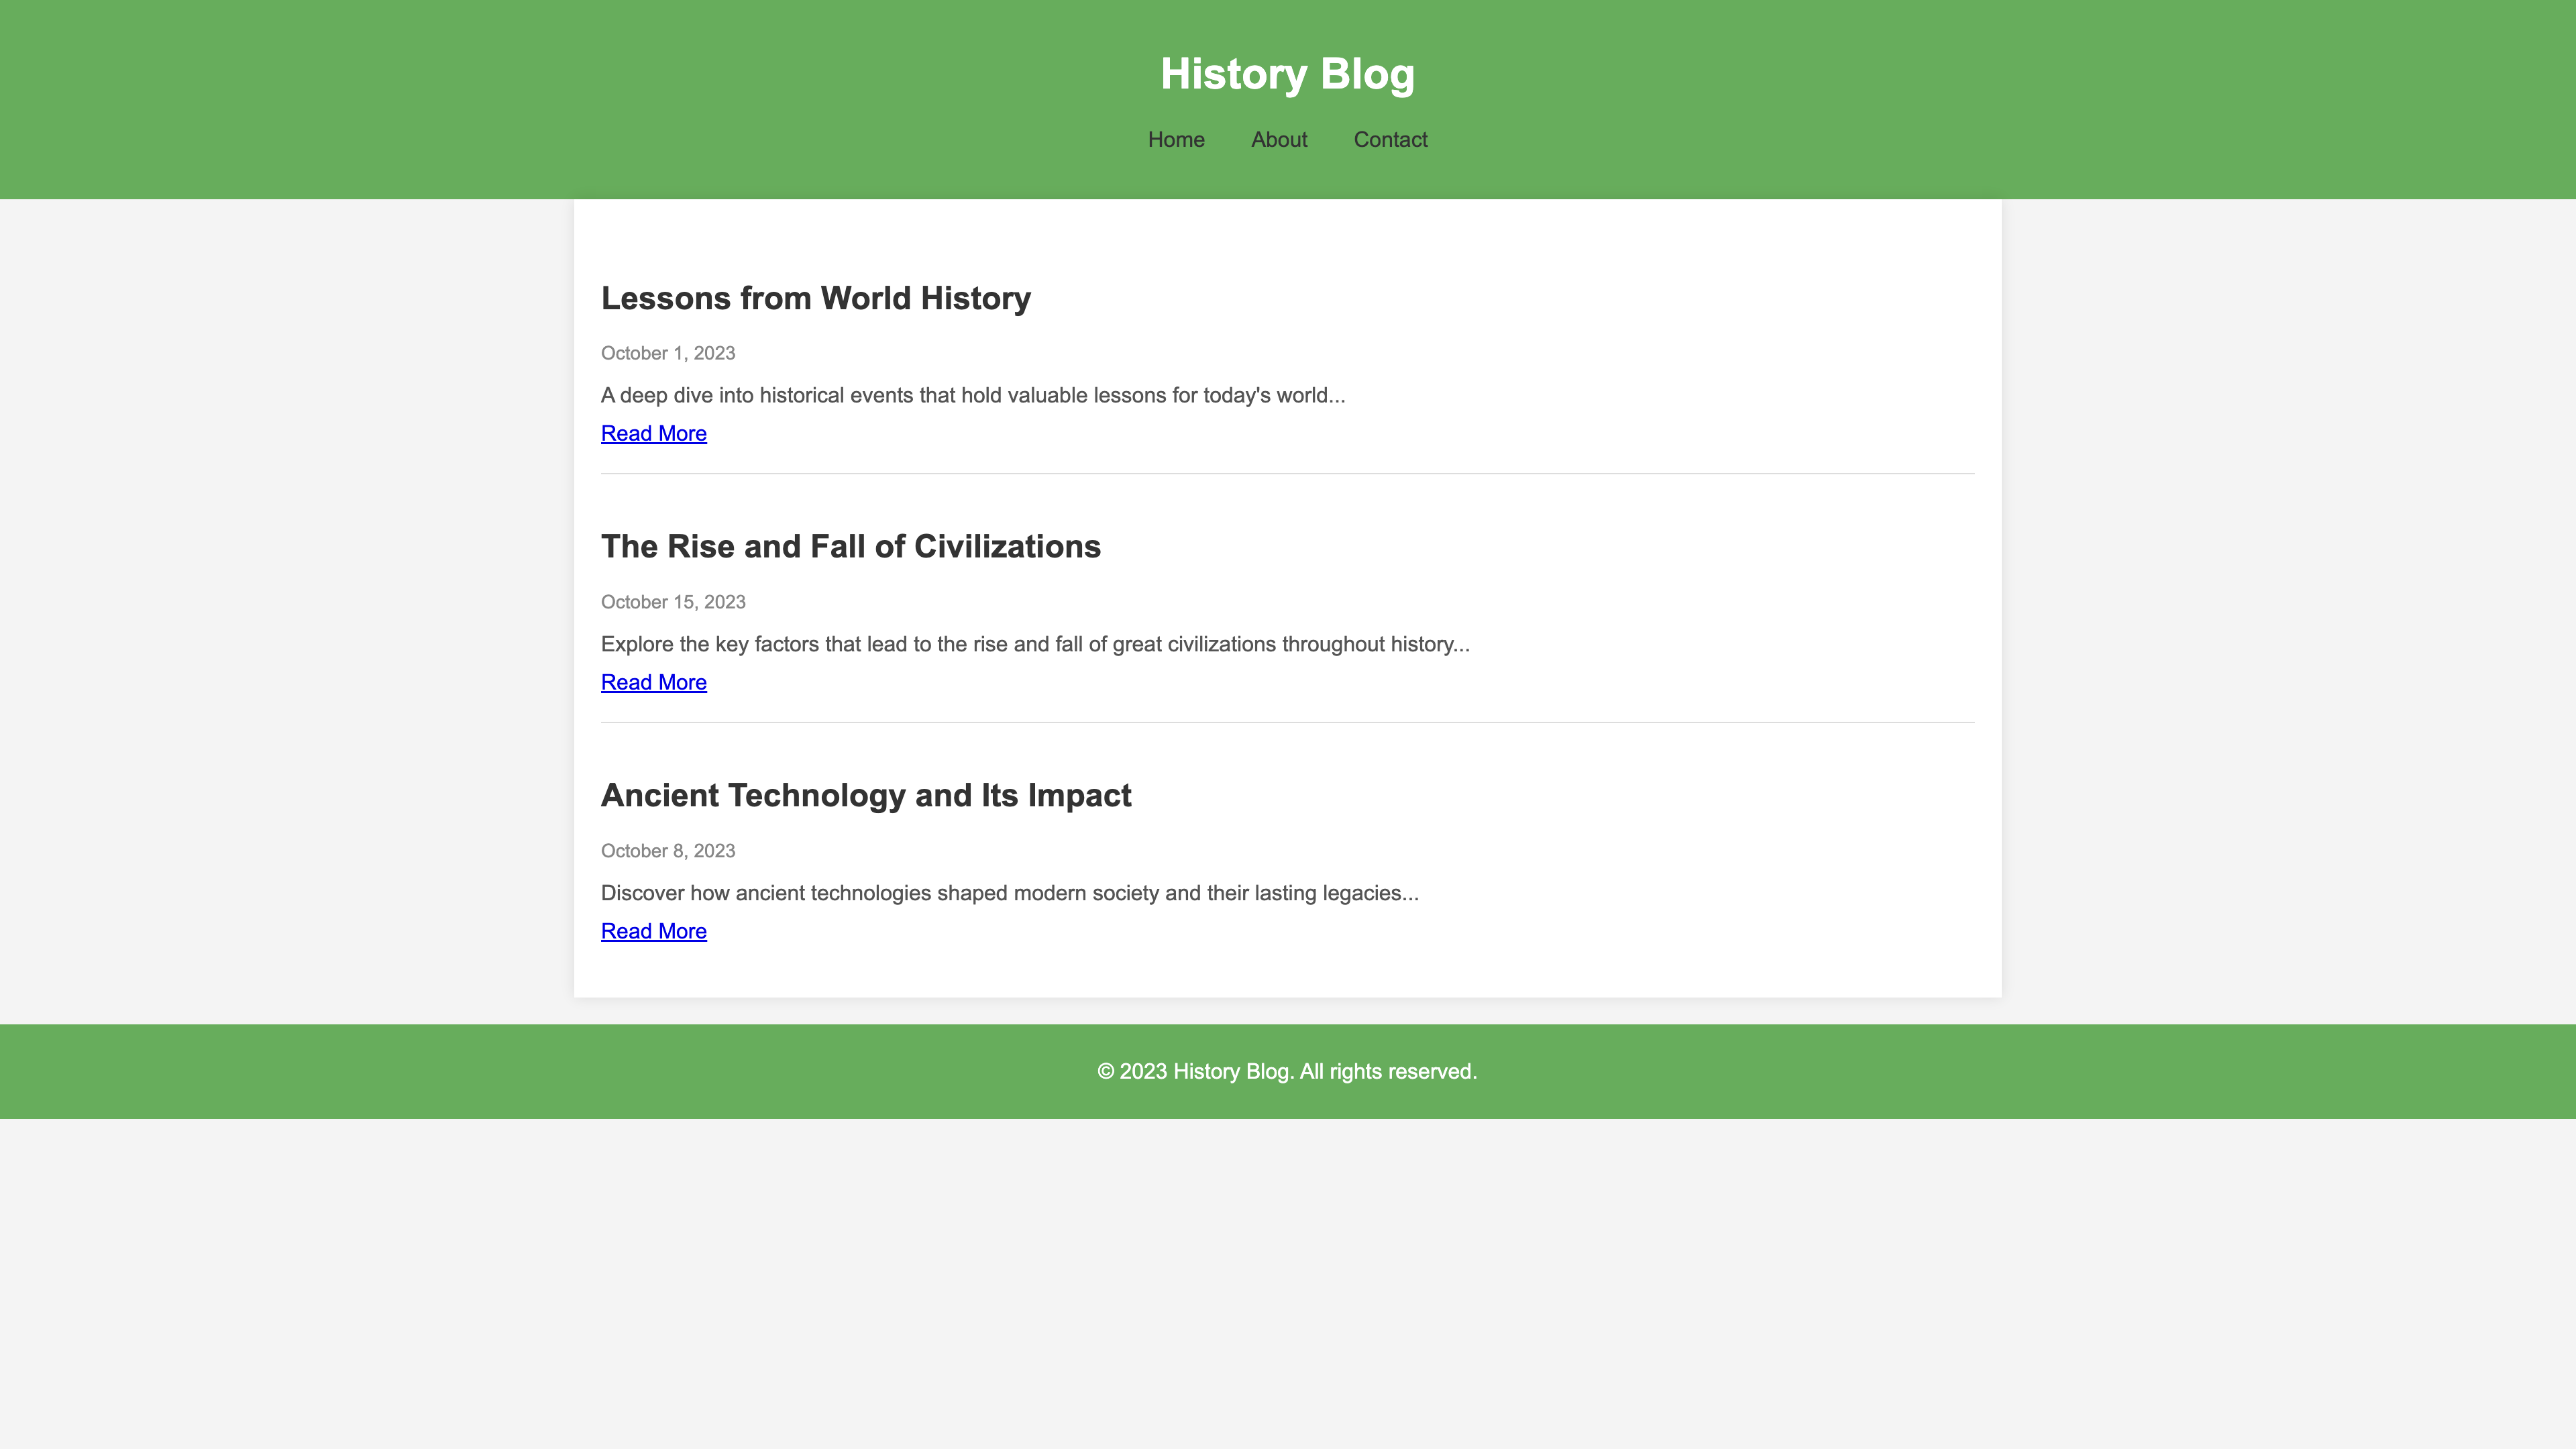 History Blog
Home About Contact
Lessons from World History
October 1, 2023
A deep dive into historical events that hold valuable lessons for today's world...
Read More
The Rise and Fall of Civilizations
October 15, 2023
Explore the key factors that lead to the rise and fall of great civilizations throughout history...
Read More
Ancient Technology and Its Impact
October 8, 2023
Discover how ancient technologies shaped modern society and their lasting legacies...
Read More
© 2023 History Blog. All rights reserved.